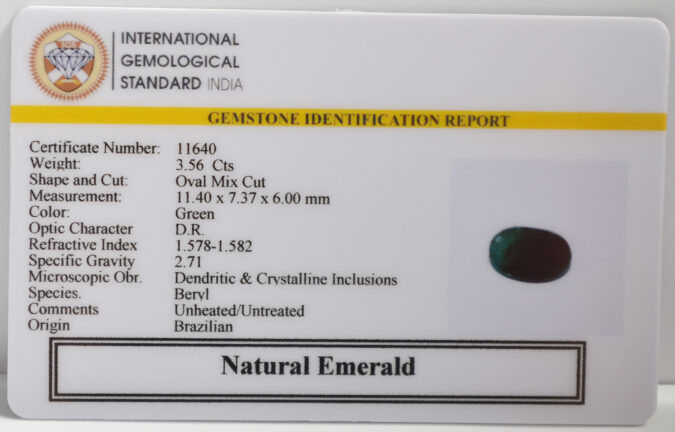 IGS
INTERNATIONAL
GEMOLOGICAL
STANDARD INDIA
GEMSTONE IDENTIFICATION REPORT
Certificate Number: 11640
Weight: 3.56 Cts
Shape and Cut: Oval Mix Cut
Measurement: 11.40 x 7.37 x 6.00 mm
Color: Green
Optic Character D.R.
Refractive Index 1.578-1.582
Specific Gravity 2.71
Microscopic Obr. Dendritic & Crystalline Inclusions
Species. Beryl
Comments Unheated/Untreated
Origin Brazilian
Natural Emerald